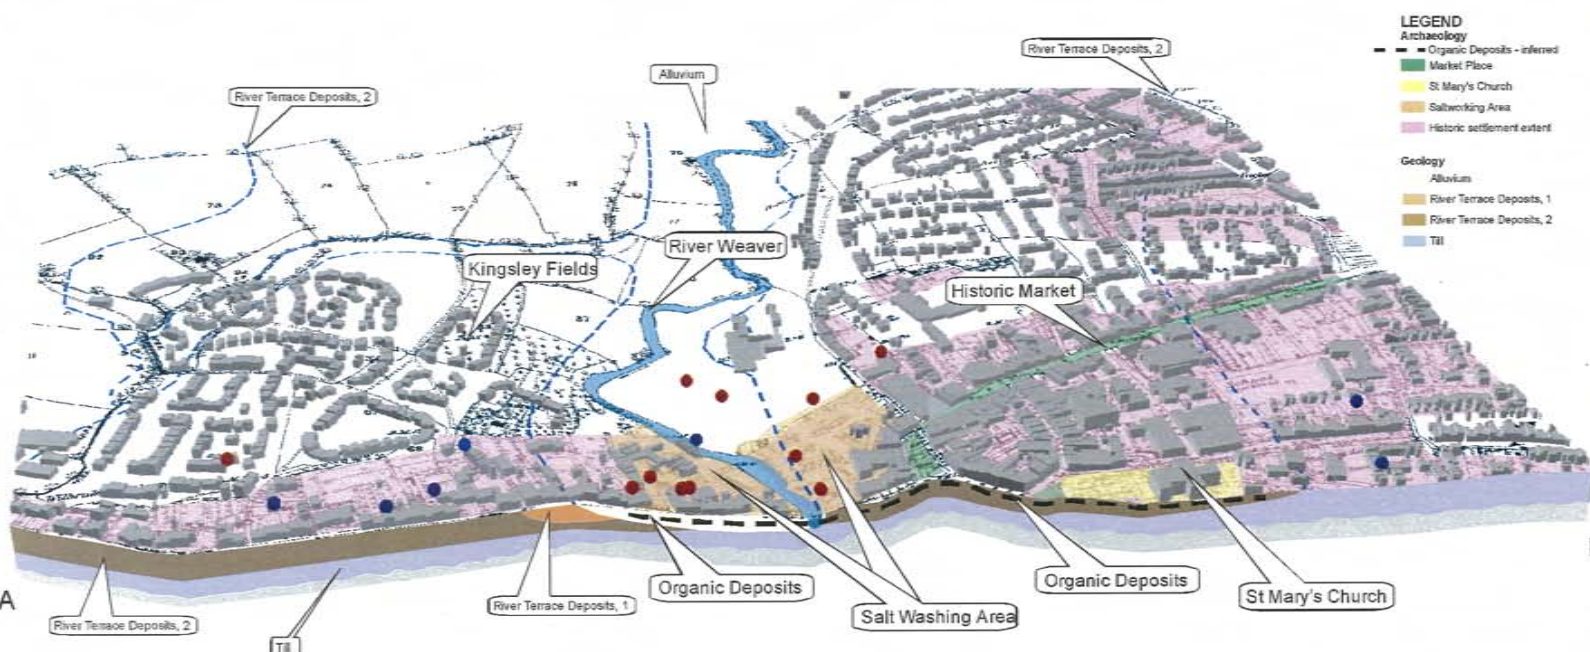 LEGEND
Archaeology
Organic Deposits - inferred
Market Place
St Mary's Church
Saltworking Area
Historic settlement extent
Geology
Alluvium
River Terrace Deposits, 1
River Terrace Deposits, 2
Till
River Terrace Deposits, 2
Alluvium
River Terrace Deposits, 2
River Weaver
Kingsley Fields
Historic Market
Organic Deposits
Organic Deposits
River Terrace Deposits, 1
St Mary's Church
Salt Washing Area
A
River Terrace Deposits, 2
Till